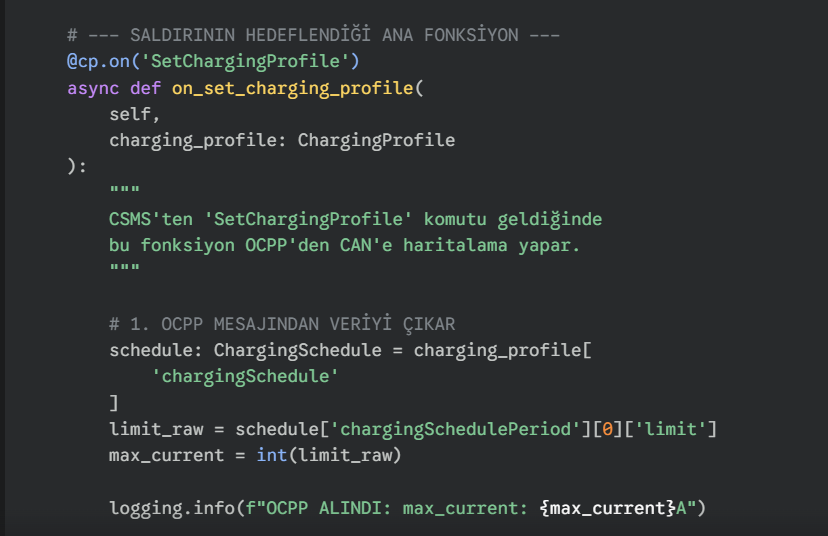 # --- SALDIRININ HEDEFLENDİĞİ ANA FONKSİYON ---
@cp.on('SetChargingProfile')
async def on_set_charging_profile(
    self,
    charging_profile: ChargingProfile
):
    """
    CSMS'ten 'SetChargingProfile' komutu geldiğinde
    bu fonksiyon OCPP'den CAN'e haritalama yapar.
    """
    # 1. OCPP MESAJINDAN VERİYİ ÇIKAR
    schedule: ChargingSchedule = charging_profile[
        'chargingSchedule'
    ]
    limit_raw = schedule['chargingSchedulePeriod'][0]['limit']
    max_current = int(limit_raw)
    logging.info(f"OCPP ALINDI: max_current: {max_current}A")